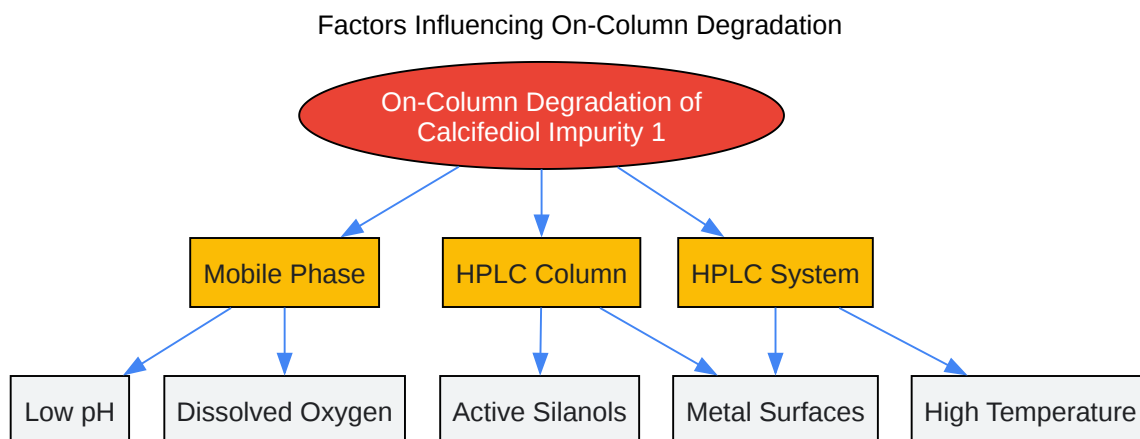 Factors Influencing On-Column Degradation
On-Column Degradation of
Calcifediol Impurity 1
Mobile Phase
HPLC Column
HPLC System
Low pH
Dissolved Oxygen
Active Silanols
Metal Surfaces
High Temperature